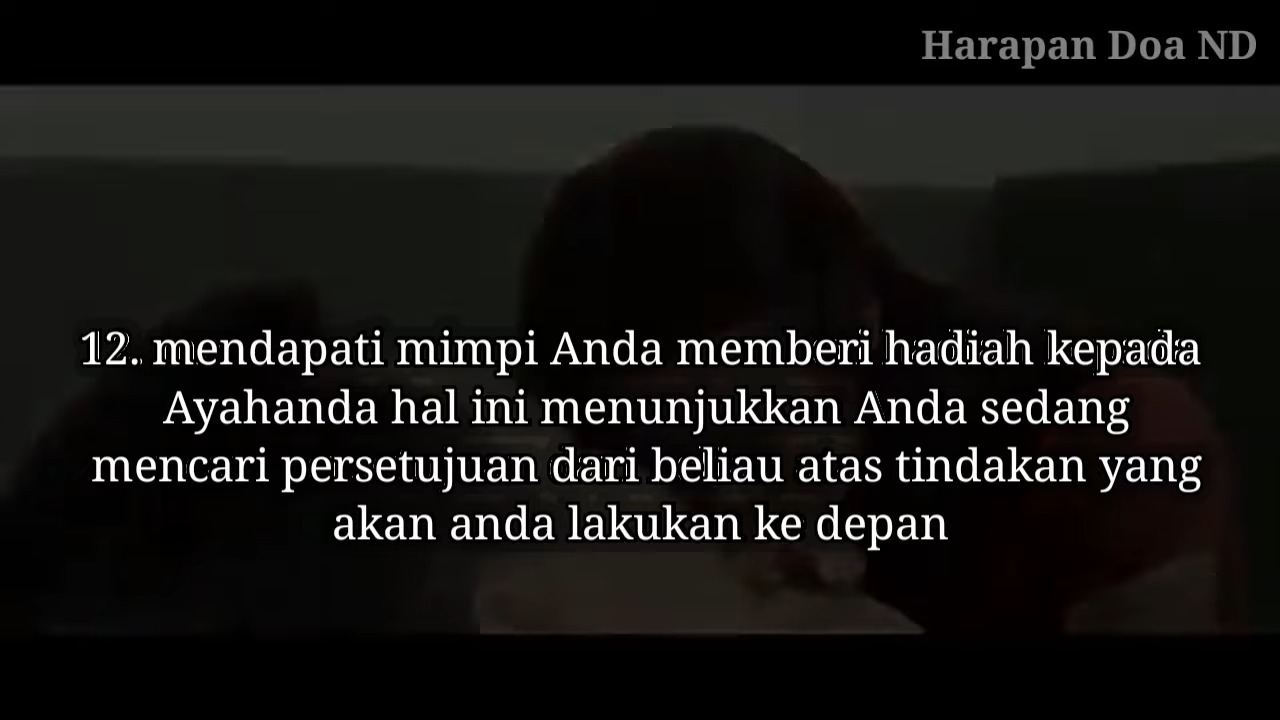 Harapan Doa ND
12. mendapati mimpi Anda memberi hadiah kepada
Ayahanda hal ini menunjukkan Anda sedang
mencari persetujuan dari beliau atas tindakan yang
akan anda lakukan ke depan